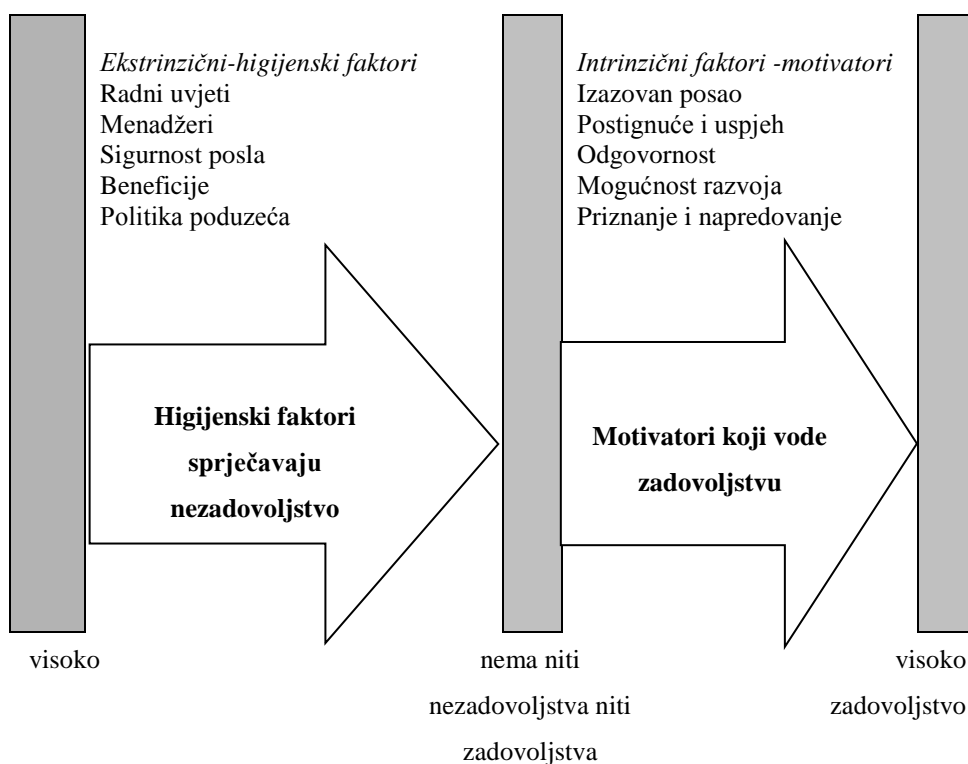 Ekstrinzični-higijenski faktori
Radni uvjeti
Menadžeri
Sigurnost posla
Beneficije
Politika poduzeća
Intrinzični faktori -motivatori
Izazovan posao
Postignuće i uspjeh
Odgovornost
Mogućnost razvoja
Priznanje i napredovanje
Higijenski faktori
sprječavaju
nezadovoljstvo
Motivatori koji vode
zadovoljstvu
visoko
nema niti
nezadovoljstva niti
zadovoljstva
visoko
zadovoljstvo